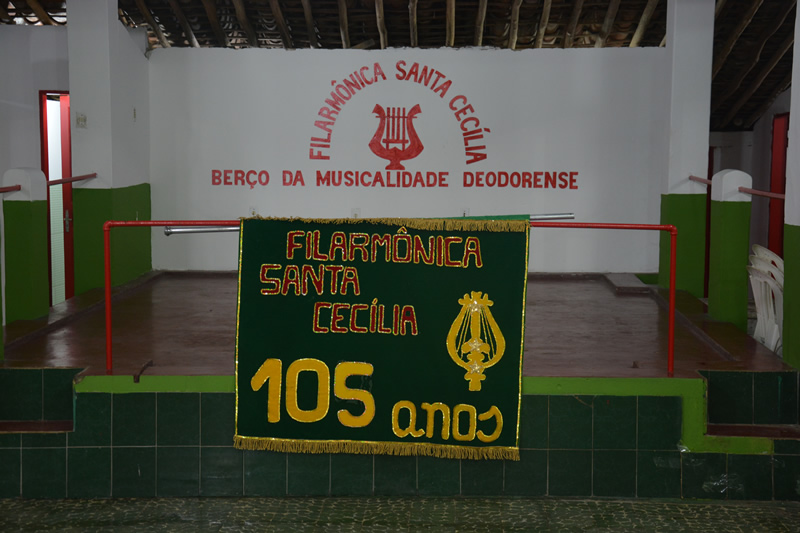 FILARMÔNICA SANTA CECÍLIA
BERÇO DA MUSICALIDADE DEODORENSE
FILARMÔNICA
SANTA
CECÍLIA
105 anos